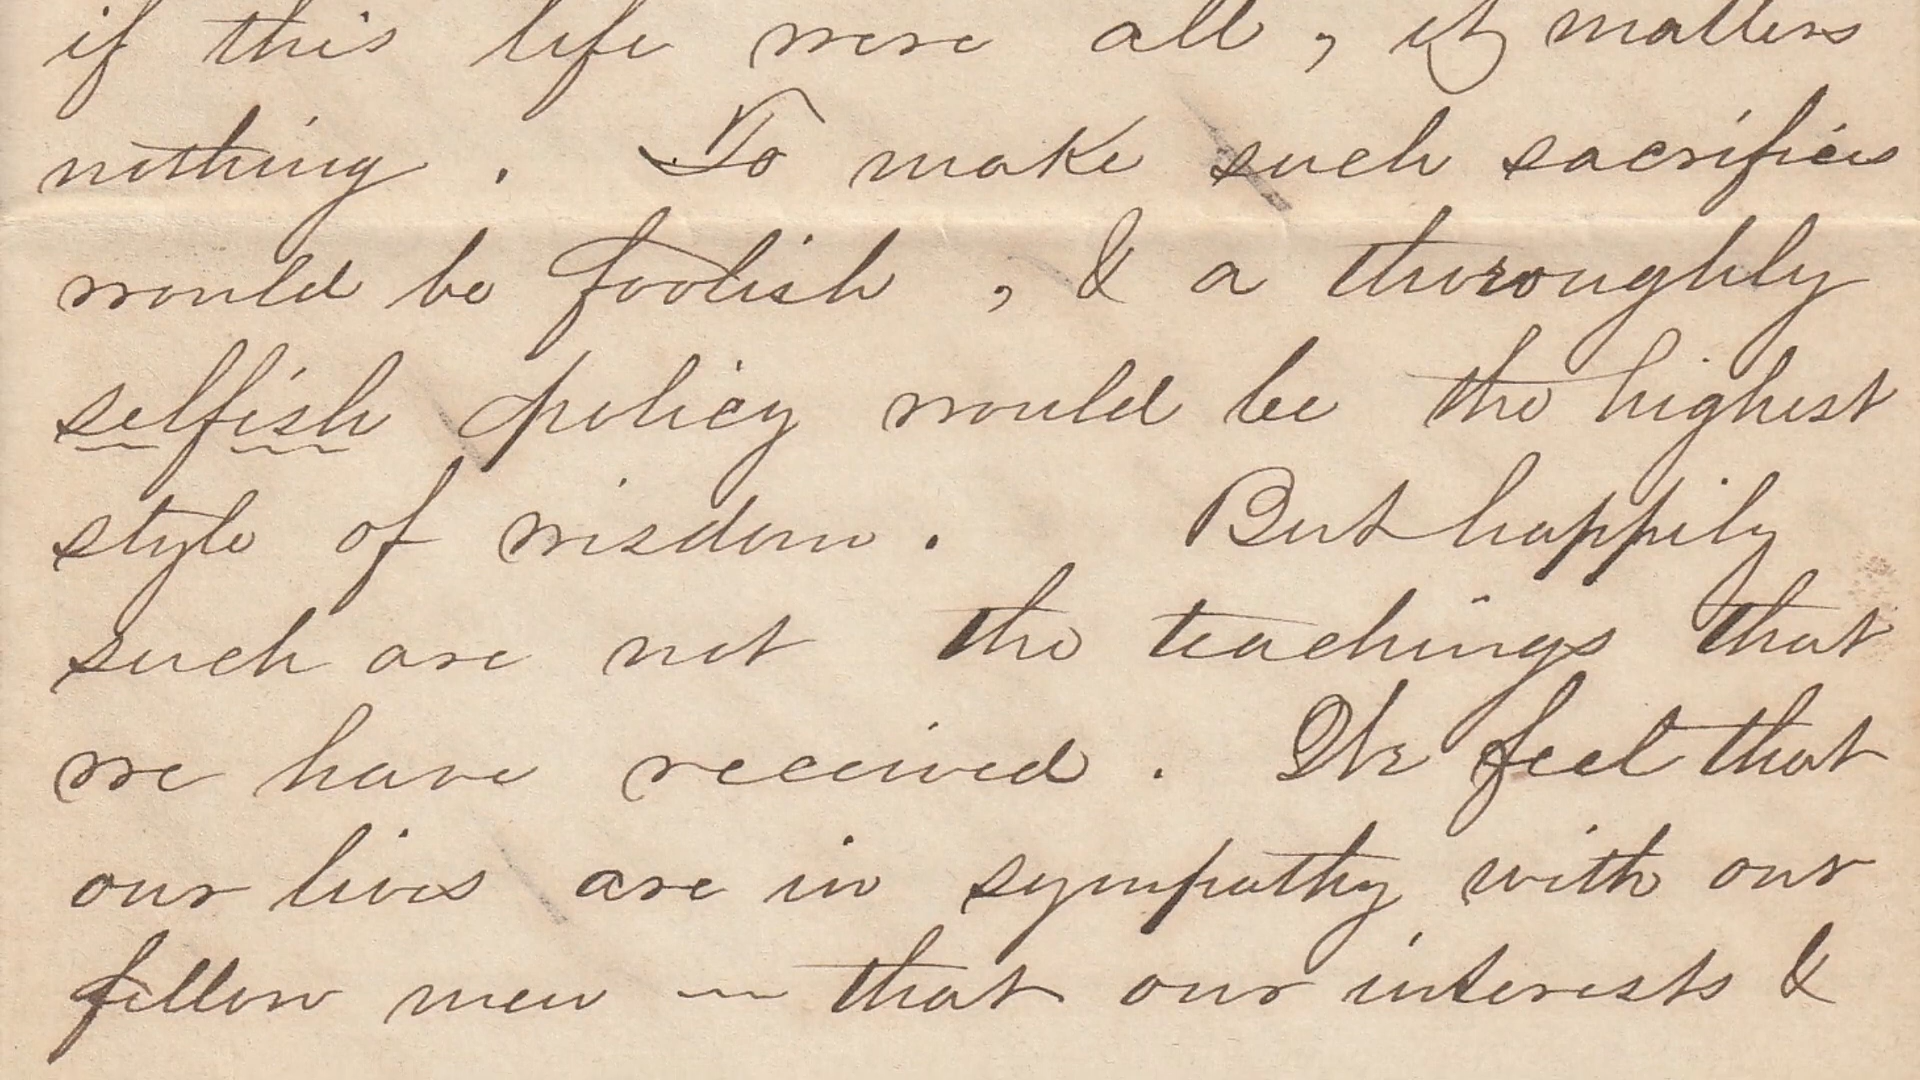 if this life were all, it matters
nothing. To make such sacrifices
would be foolish, & a thoroughly
selfish policy would be the highest
style of wisdom. But happily
such are not the teachings that
we have received. We feel that
our lives are in sympathy with our
fellow men — that our interests &